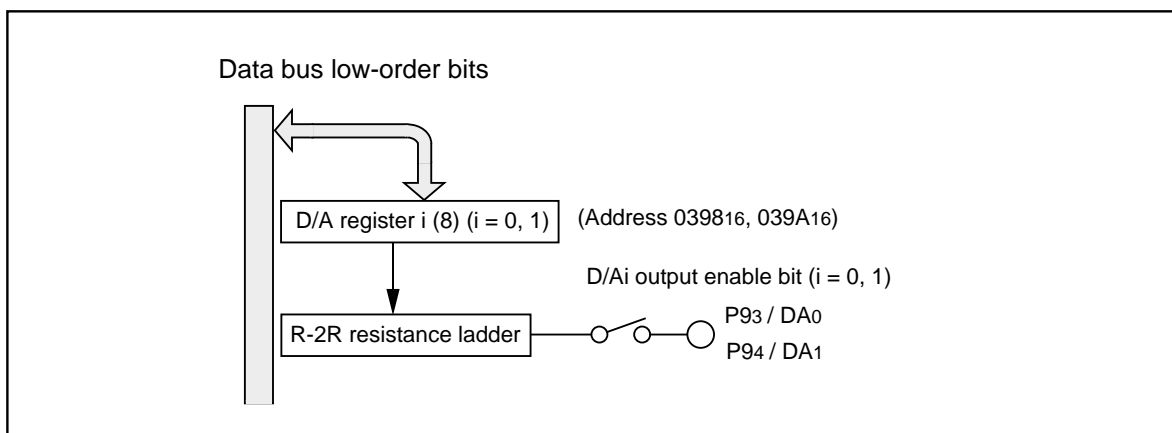 Data bus low-order bits
D/A register i (8) (i = 0, 1)
(Address 039816, 039A16)
D/Ai output enable bit (i = 0, 1)
R-2R resistance ladder
P93 / DA0
P94 / DA1